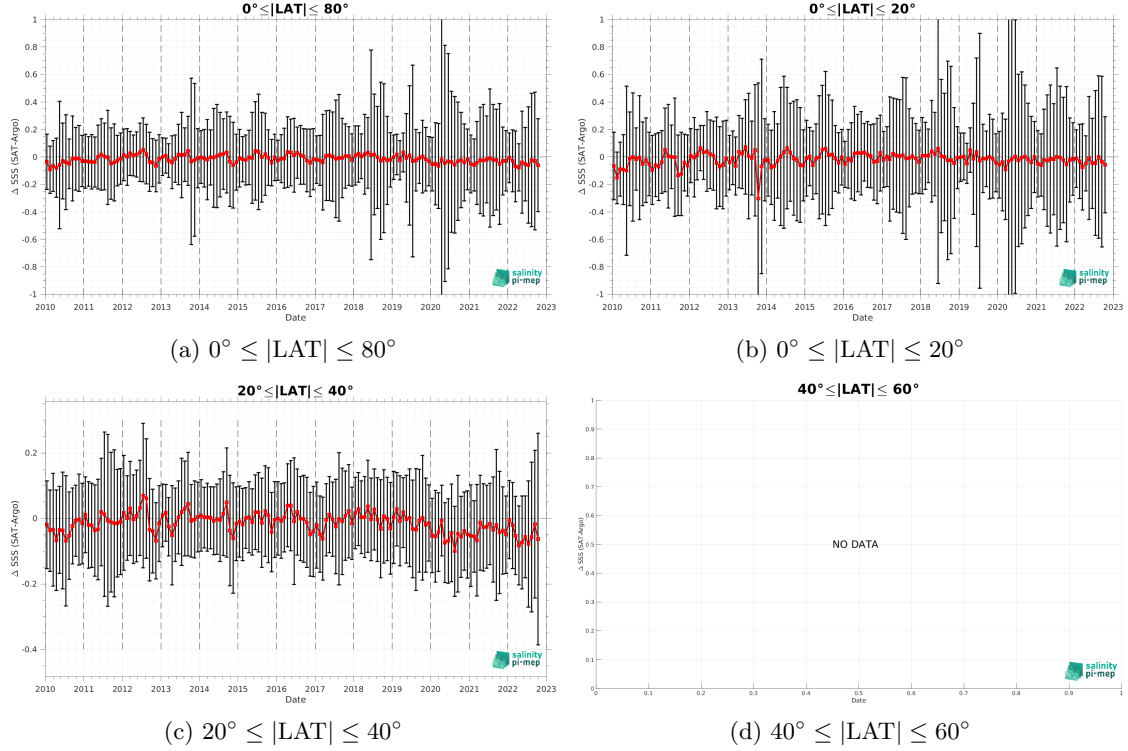 0°≤|LAT|≤ 80°
Δ SSS (SAT-Argo)
1
0.8
0.6
0.4
0.2
0
-0.2
-0.4
-0.6
-0.8
-1
2010 2011 2012 2013 2014 2015 2016 2017 2018 2019 2020 2021 2022 2023
Date
salinity
pi-mep
(a) 0° ≤ |LAT| ≤ 80°
0°≤|LAT|≤ 20°
Δ SSS (SAT-Argo)
1
0.8
0.6
0.4
0.2
0
-0.2
-0.4
-0.6
-0.8
-1
2010 2011 2012 2013 2014 2015 2016 2017 2018 2019 2020 2021 2022 2023
Date
salinity
pi-mep
(b) 0° ≤ |LAT| ≤ 20°
20°≤|LAT|≤ 40°
Δ SSS (SAT-Argo)
0.2
0
-0.2
-0.4
2010 2011 2012 2013 2014 2015 2016 2017 2018 2019 2020 2021 2022 2023
Date
salinity
pi-mep
(c) 20° ≤ |LAT| ≤ 40°
40°≤|LAT|≤ 60°
Δ SSS (SAT-Argo)
1
0.9
0.8
0.7
0.6
0.5
0.4
0.3
0.2
0.1
0
NO DATA
0 0.1 0.2 0.3 0.4 0.5 0.6 0.7 0.8 0.9 1
Date
salinity
pi-mep
(d) 40° ≤ |LAT| ≤ 60°